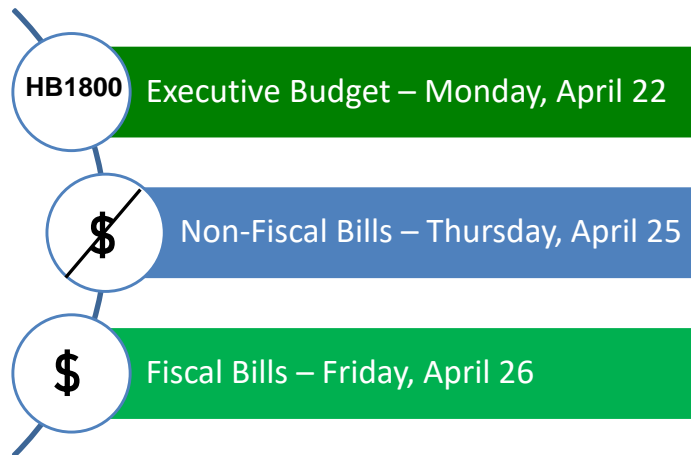 HB1800
Executive Budget – Monday, April 22
$
Non-Fiscal Bills – Thursday, April 25
$
Fiscal Bills – Friday, April 26